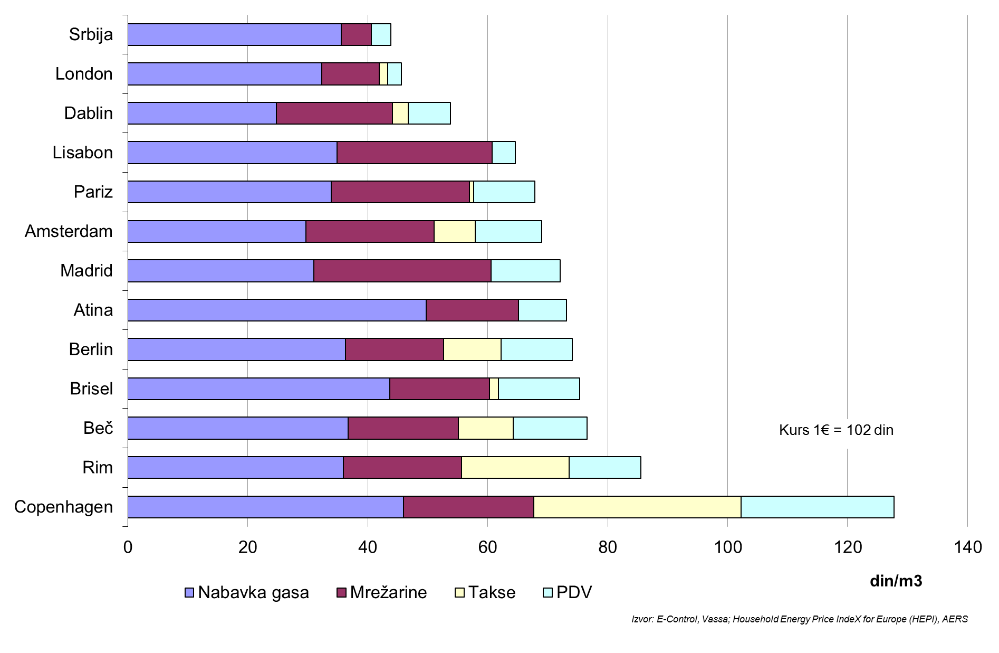 Srbija
London
Dablin
Lisabon
Pariz
Amsterdam
Madrid
Atina
Berlin
Brisel
Beč
Kurs 1€ = 102 din
Rim
Copenhagen
0 20 40 60 80 100 120 140
din/m3
Nabavka gasa Mrežarine Takse PDV
Izvor: E-Control, Vassa; Household Energy Price IndeX for Europe (HEPI), AERS